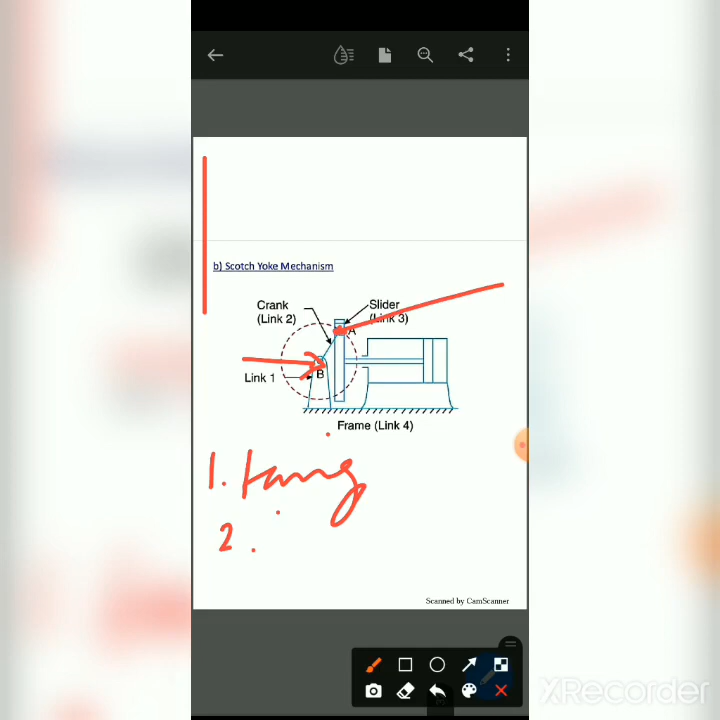 b) Scotch Yoke Mechanism
Crank
(Link 2)
Slider
(Link 3)
A
B
Link 1
Frame (Link 4)
1.
2.
Scanned by CamScanner
XRecorder